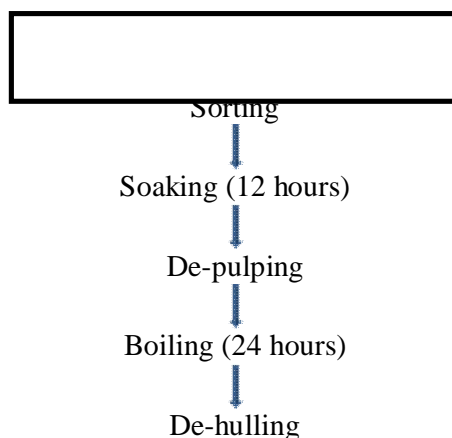 Sorting
Soaking (12 hours)
De-pulping
Boiling (24 hours)
De-hulling